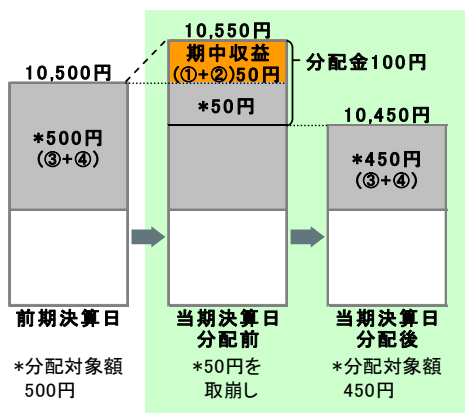 10,550円
期中収益
(①+②)50円
分配金100円
10,500円
*50円
10,450円
*500円
(③+④)
*450円
(③+④)
前期決算日
当期決算日
分配前
当期決算日
分配後
*分配対象額
500円
*50円を
取崩し
*分配対象額
450円